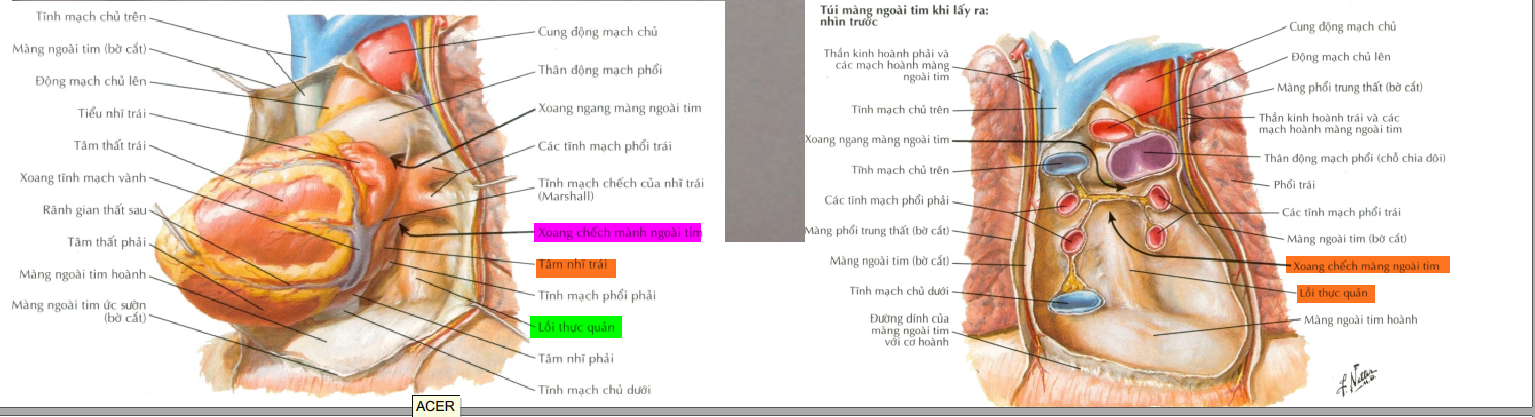 Tĩnh mạch chủ trên
Màng ngoài tim (bờ cắt)
Động mạch chủ lên
Tiểu nhĩ trái
Tâm thất trái
Xoang tĩnh mạch vành
Rãnh gian thất sau
Tâm thất phải
Màng ngoài tim hoành
Màng ngoài tim ức sườn
(bờ cắt)
Cung động mạch chủ
Thân động mạch phổi
Xoang ngang màng ngoài tim
Các tĩnh mạch phổi trái
Tĩnh mạch chếch của nhĩ trái
(Marshall)
Xoang chếch mành ngoài tim
Tâm nhĩ trái
Tĩnh mạch phổi phải
Lồi thực quản
Tâm nhĩ phải
Tĩnh mạch chủ dưới
ACER
Túi màng ngoài tim khi lấy ra:
nhìn trước
Thần kinh hoành phải và
các mạch hoành màng
ngoài tim
Tĩnh mạch chủ trên
Xoang ngang màng ngoài tim
Tĩnh mạch chủ trên
Các tĩnh mạch phổi phải
Màng phổi trung thất (bờ cắt)
Màng ngoài tim (bờ cắt)
Tĩnh mạch chủ dưới
Đường dính của
màng ngoài tim
với cơ hoành
Cung động mạch chủ
Động mạch chủ lên
Màng phổi trung thất (bờ cắt)
Thần kinh hoành trái và các
mạch hoành màng ngoài tim
Thân động mạch phổi (chỗ chia đôi)
Phổi trái
Các tĩnh mạch phổi trái
Màng ngoài tim (bờ cắt)
Xoang chếch màng ngoài tim
Lồi thực quản
Màng ngoài tim hoành
F. Netter
M.D.